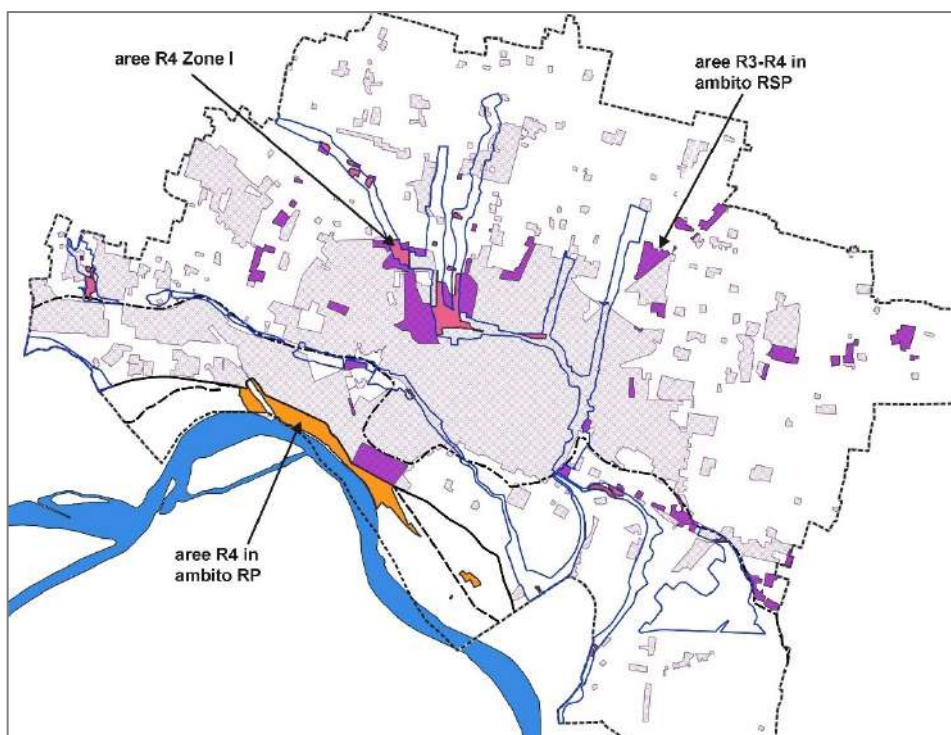 aree R4 Zone I
aree R3-R4 in
ambito RSP
aree R4 in
ambito RP